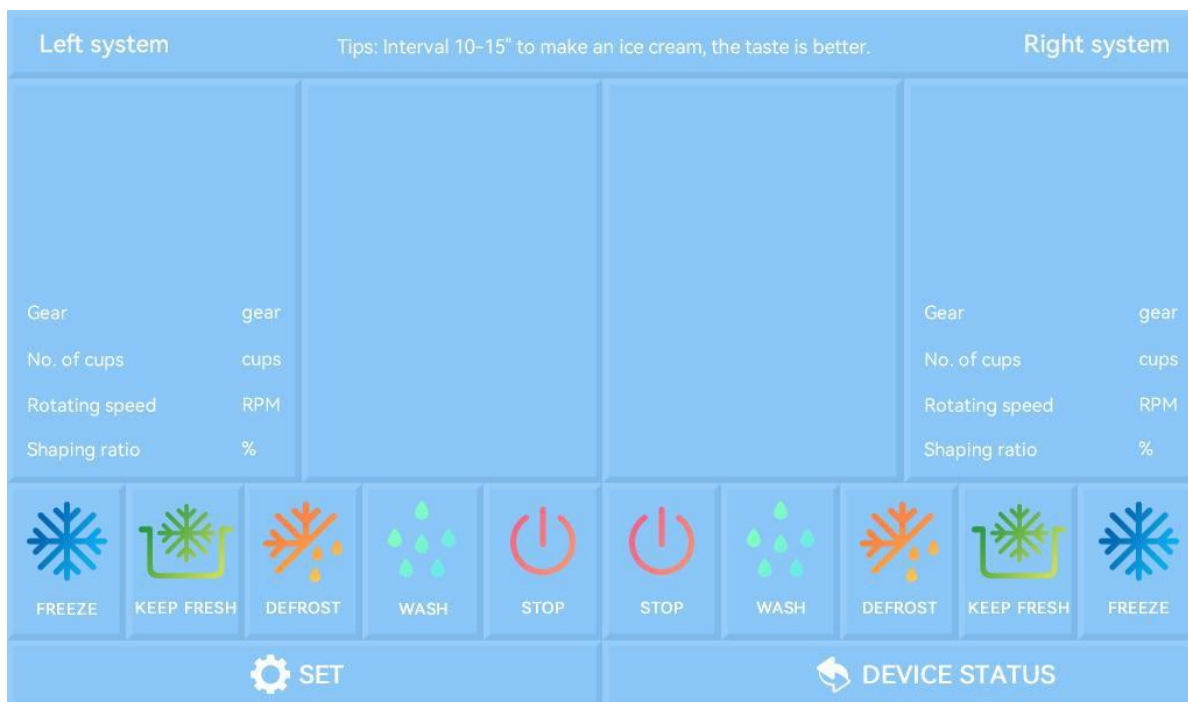 Left system
Tips: Interval 10-15" to make an ice cream, the taste is better.
Right system
Gear gear
No. of cups cups
Rotating speed RPM
Shaping ratio %
Gear gear
No. of cups cups
Rotating speed RPM
Shaping ratio %
FREEZE
KEEP FRESH
DEFROST
WASH
STOP
STOP
WASH
DEFROST
KEEP FRESH
FREEZE
SET
DEVICE STATUS